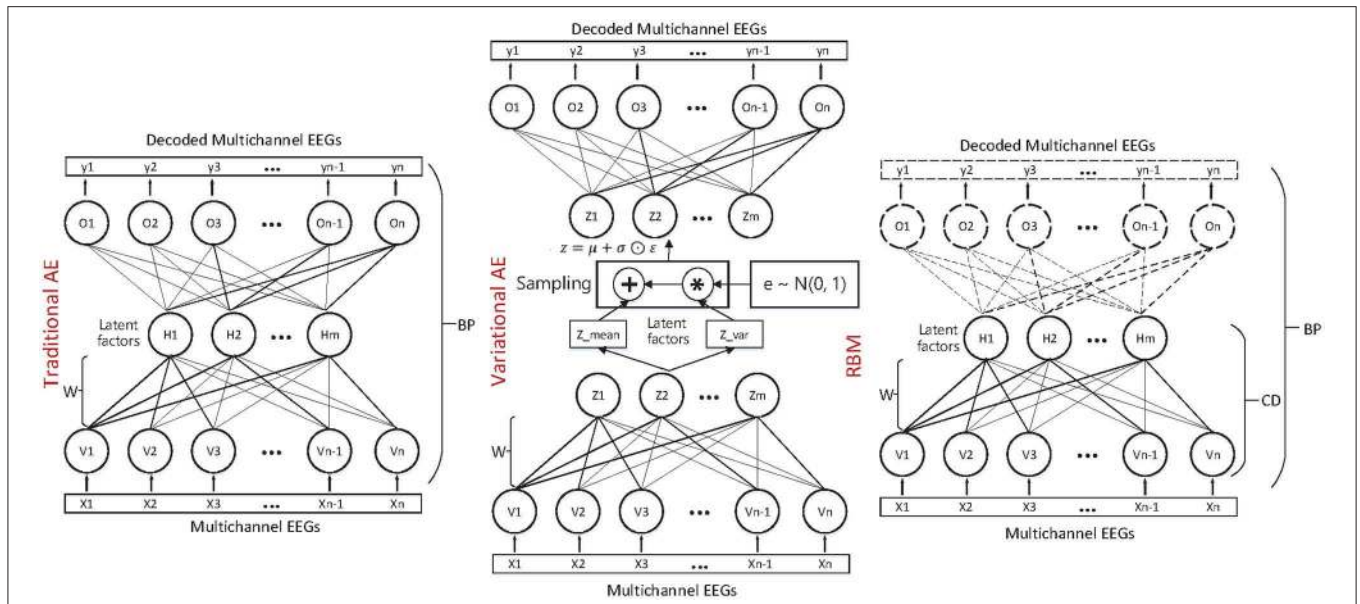 Decoded Multichannel EEGs
y1 y2 y3 ... yn-1 yn
O1 O2 O3 ... On-1 On
Traditional AE
Latent
factors
H1 H2 ... Hm
BP
W
V1 V2 V3 ... Vn-1 Vn
X1 X2 X3 ... Xn-1 Xn
Multichannel EEGs
Decoded Multichannel EEGs
y1 y2 y3 ... yn-1 yn
O1 O2 O3 ... On-1 On
Z1 Z2 ... Zm
z = μ + σ ⊙ ε
Variational AE
Sampling + * e ~ N(0, 1)
Z_mean
Latent
factors
Z_var
Z1 Z2 ... Zm
W
V1 V2 V3 ... Vn-1 Vn
X1 X2 X3 ... Xn-1 Xn
Multichannel EEGs
Decoded Multichannel EEGs
y1 y2 y3 ... yn-1 yn
O1 O2 O3 ... On-1 On
RBM
Latent
factors
H1 H2 ... Hm
BP
W
CD
V1 V2 V3 ... Vn-1 Vn
X1 X2 X3 ... Xn-1 Xn
Multichannel EEGs